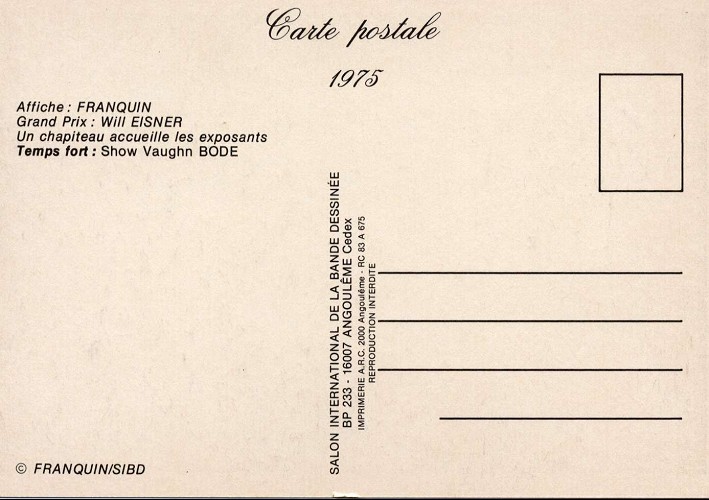 Carte postale
1975
Affiche : FRANQUIN
Grand Prix : Will EISNER
Un chapiteau accueille les exposants
Temps fort : Show Vaughn BODE
SALON INTERNATIONAL DE LA BANDE DESSINÉE
BP 233 - 16007 ANGOULÊME Cedex
IMPRIMERIE A.R.C. 2000 Angoulême - RC 83 A 675
REPRODUCTION INTERDITE
© FRANQUIN/SIBD